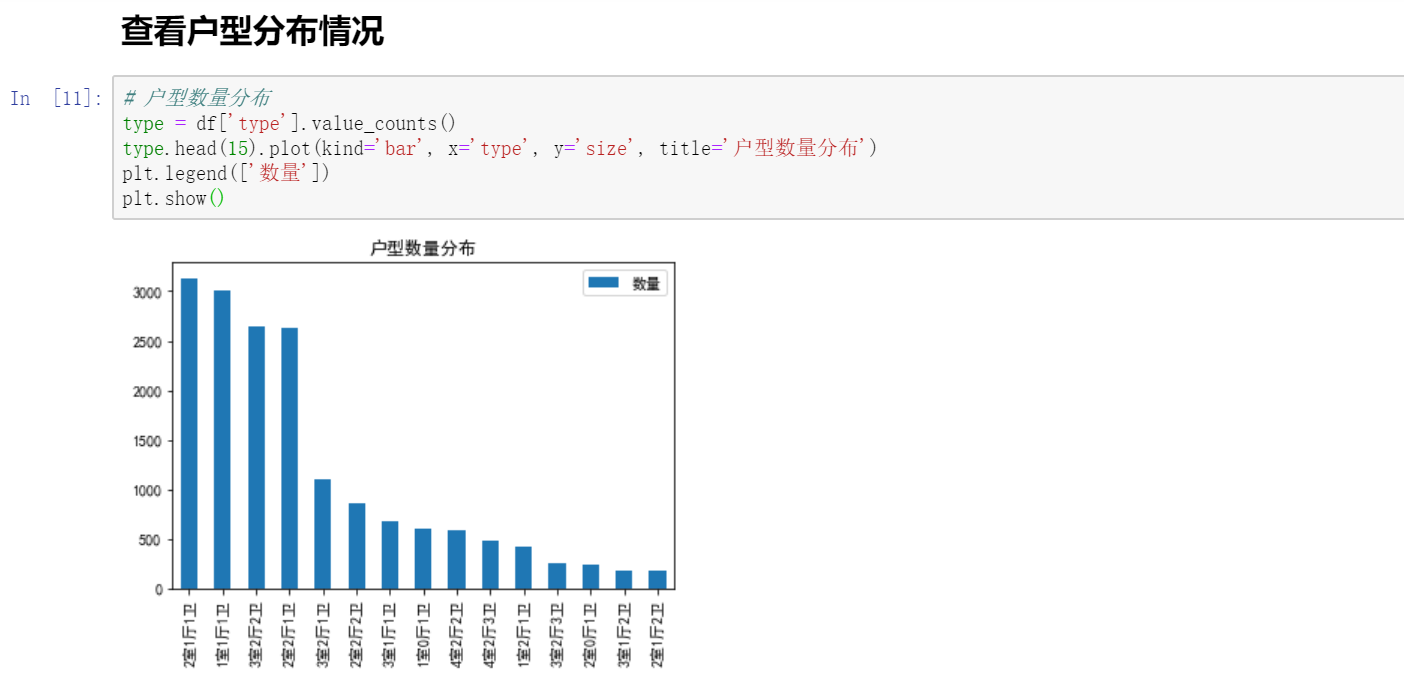 查看户型分布情况
In [11]:
# 户型数量分布
type = df['type'].value_counts()
type.head(15).plot(kind='bar', x='type', y='size', title='户型数量分布')
plt.legend(['数量'])
plt.show()
户型数量分布
数量
3000
2500
2000
1500
1000
500
0
2室1厅1卫
1室1厅1卫
3室2厅2卫
2室2厅1卫
3室2厅1卫
2室2厅2卫
3室1厅1卫
1室0厅1卫
4室2厅2卫
4室2厅3卫
1室2厅1卫
3室2厅3卫
2室0厅1卫
3室1厅2卫
2室1厅2卫